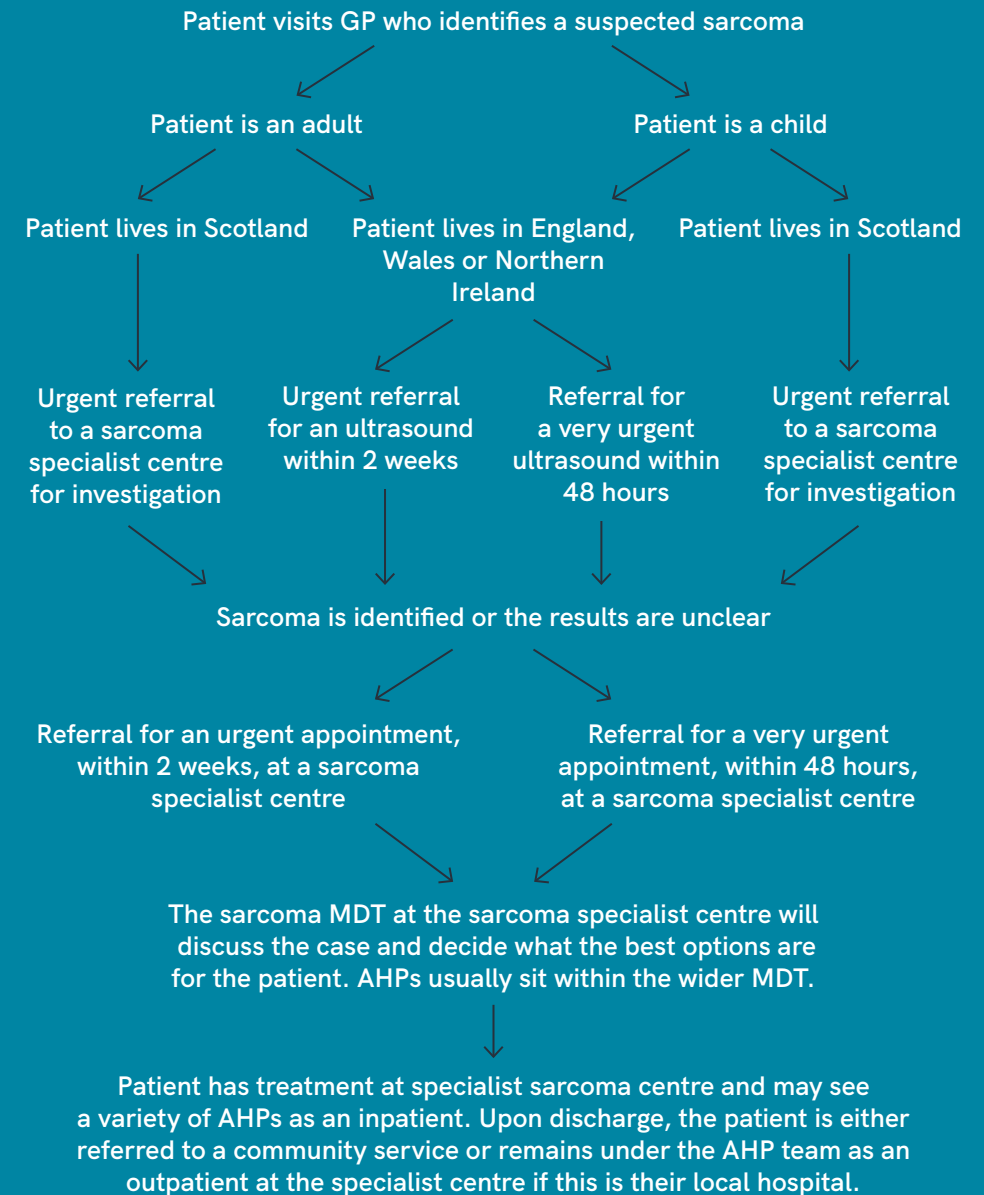 Patient visits GP who identifies a suspected sarcoma
Patient is an adult
Patient is a child
Patient lives in Scotland
Patient lives in England,
Wales or Northern
Ireland
Patient lives in Scotland
Urgent referral
to a sarcoma
specialist centre
for investigation
Urgent referral
for an ultrasound
within 2 weeks
Referral for
a very urgent
ultrasound within
48 hours
Urgent referral
to a sarcoma
specialist centre
for investigation
Sarcoma is identified or the results are unclear
Referral for an urgent appointment,
within 2 weeks, at a sarcoma
specialist centre
Referral for a very urgent
appointment, within 48 hours,
at a sarcoma specialist centre
The sarcoma MDT at the sarcoma specialist centre will
discuss the case and decide what the best options are
for the patient. AHPs usually sit within the wider MDT.
Patient has treatment at specialist sarcoma centre and may see
a variety of AHPs as an inpatient. Upon discharge, the patient is either
referred to a community service or remains under the AHP team as an
outpatient at the specialist centre if this is their local hospital.